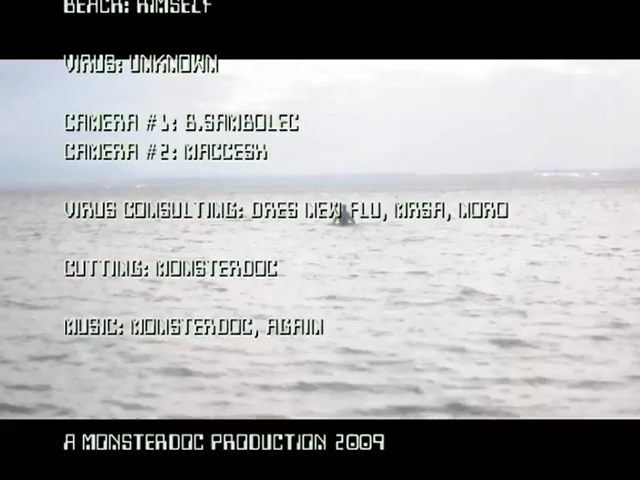 BEACH: HIMSELF
VIRUS: UNKNOWN
CAMERA #1: B.SAMBOLEC
CAMERA #2: MACCESH
VIRUS CONSULTING: DRES NEW FLU, MRSA, NORO
CUTTING: MONSTERDOC
MUSIC: MONSTERDOC, AGAIN
A MONSTERDOC PRODUCTION 2009